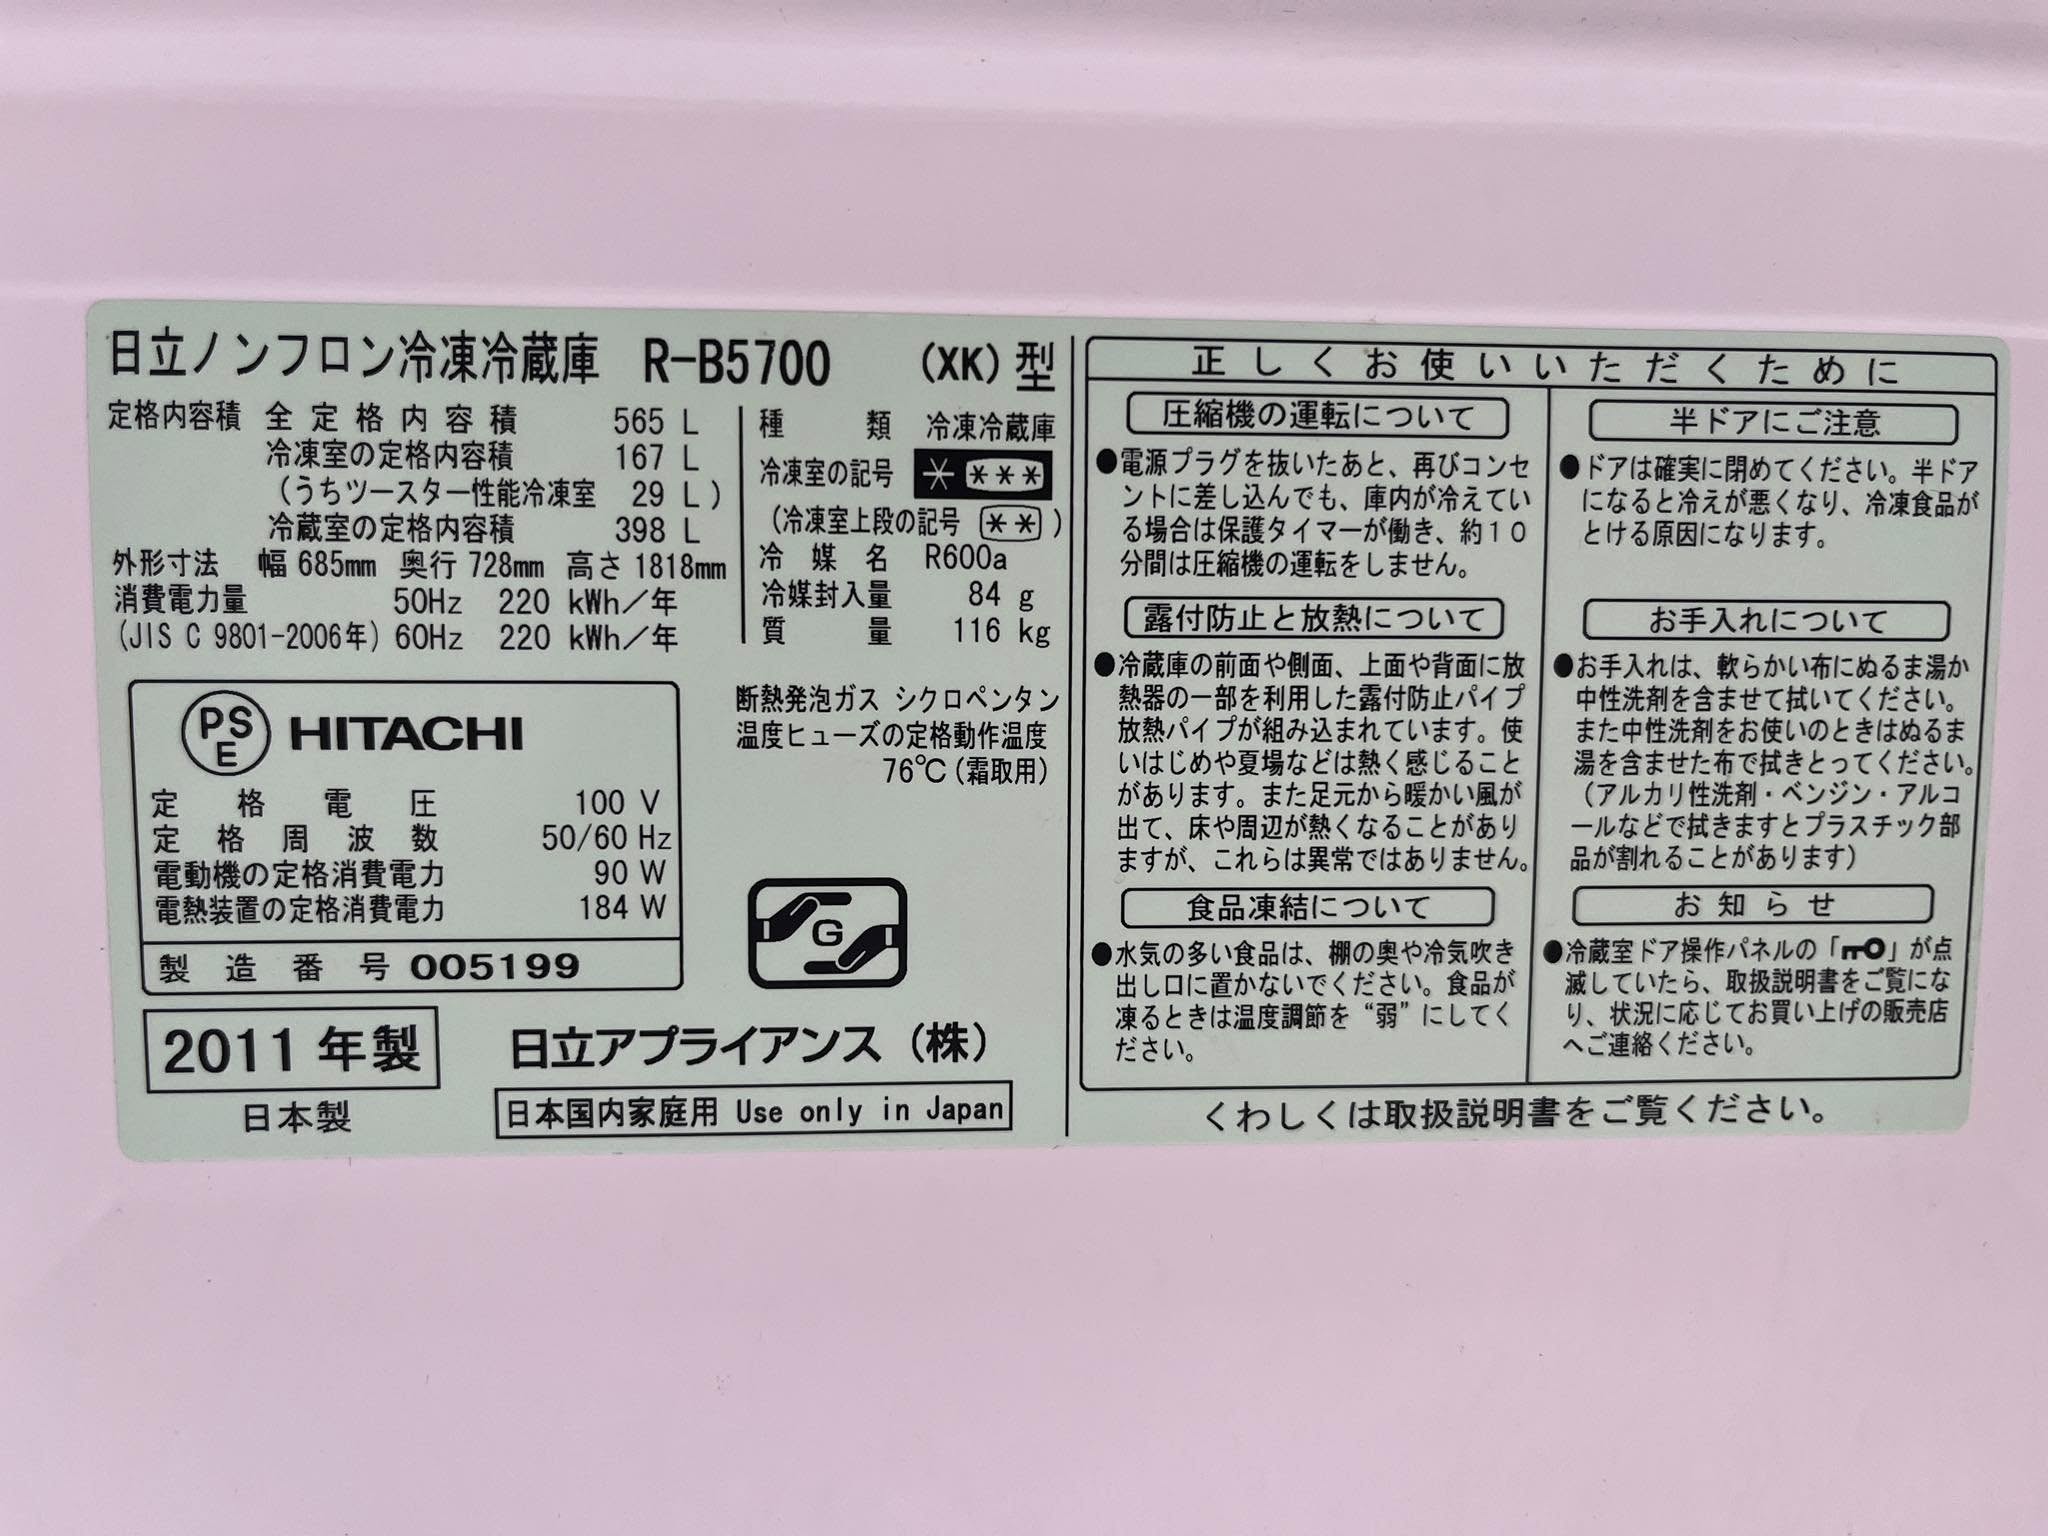 日立ノンフロン冷凍冷蔵庫 R-B5700 (XK)型
定格内容積 全定格内容積 565 L
冷凍室の定格内容積 167 L
(うちツースター性能冷凍室 29 L)
冷蔵室の定格内容積 398 L
外形寸法 幅 685mm 奥行 728mm 高さ 1818mm
消費電力量 50Hz 220 kWh/年
(JIS C 9801-2006年) 60Hz 220 kWh/年
種類 冷凍冷蔵庫
冷凍室の記号 * ***
(冷凍室上段の記号 **)
冷媒名 R600a
冷媒封入量 84 g
質量 116 kg
PSE HITACHI
定格電圧 100 V
定格周波数 50/60 Hz
電動機の定格消費電力 90 W
電熱装置の定格消費電力 184 W
製造番号 005199
断熱発泡ガス シクロペンタン
温度ヒューズの定格動作温度
76℃(霜取用)
G
2011年製
日本製
日立アプライアンス(株)
日本国内家庭用 Use only in Japan
正しくお使いいただくために
圧縮機の運転について
●電源プラグを抜いたあと、再びコンセ
ントに差し込んでも、庫内が冷えてい
る場合は保護タイマーが働き、約10
分間は圧縮機の運転をしません。
露付防止と放熱について
●冷蔵庫の前面や側面、上面や背面に放
熱器の一部を利用した露付防止パイプ
放熱パイプが組み込まれています。使
いはじめや夏場などは熱く感じること
があります。また足元から暖かい風が
出て、床や周辺が熱くなることがあり
ますが、これらは異常ではありません。
食品凍結について
●水気の多い食品は、棚の奥や冷気吹き
出し口に置かないでください。食品が
凍るときは温度調節を“弱”にしてく
ださい。
半ドアにご注意
●ドアは確実に閉めてください。半ドア
になると冷えが悪くなり、冷凍食品が
とける原因になります。
お手入れについて
●お手入れは、軟らかい布にぬるま湯か
中性洗剤を含ませて拭いてください。
また中性洗剤をお使いのときはぬるま
湯を含ませた布で拭きとってください。
(アルカリ性洗剤・ベンジン・アルコ
ールなどで拭きますとプラスチック部
品が割れることがあります)
お知らせ
●冷蔵室ドア操作パネルの「」が点
滅していたら、取扱説明書をご覧にな
り、状況に応じてお買い上げの販売店
へご連絡ください。
くわしくは取扱説明書をご覧ください。